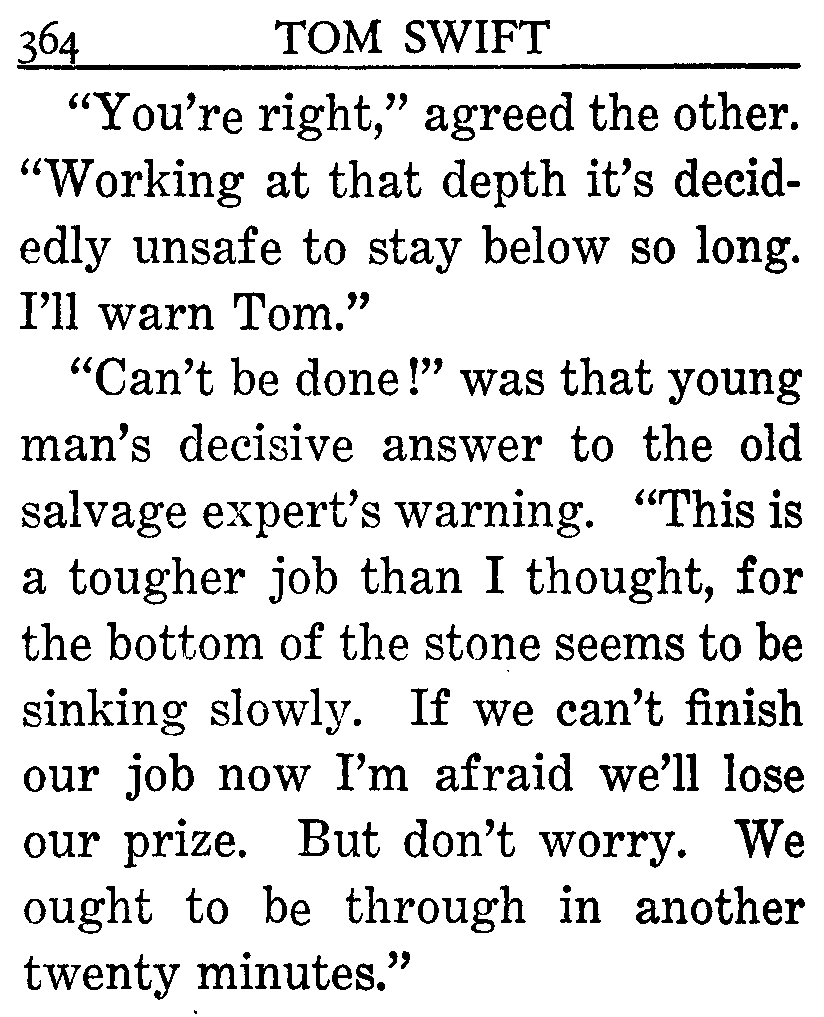 364 TOM SWIFT
“You’re right,” agreed the other.
“Working at that depth it’s decid-
edly unsafe to stay below so long.
I’ll warn Tom.”
“Can’t be done!” was that young
man’s decisive answer to the old
salvage expert’s warning. “This is
a tougher job than I thought, for
the bottom of the stone seems to be
sinking slowly. If we can’t finish
our job now I’m afraid we’ll lose
our prize. But don’t worry. We
ought to be through in another
twenty minutes.”